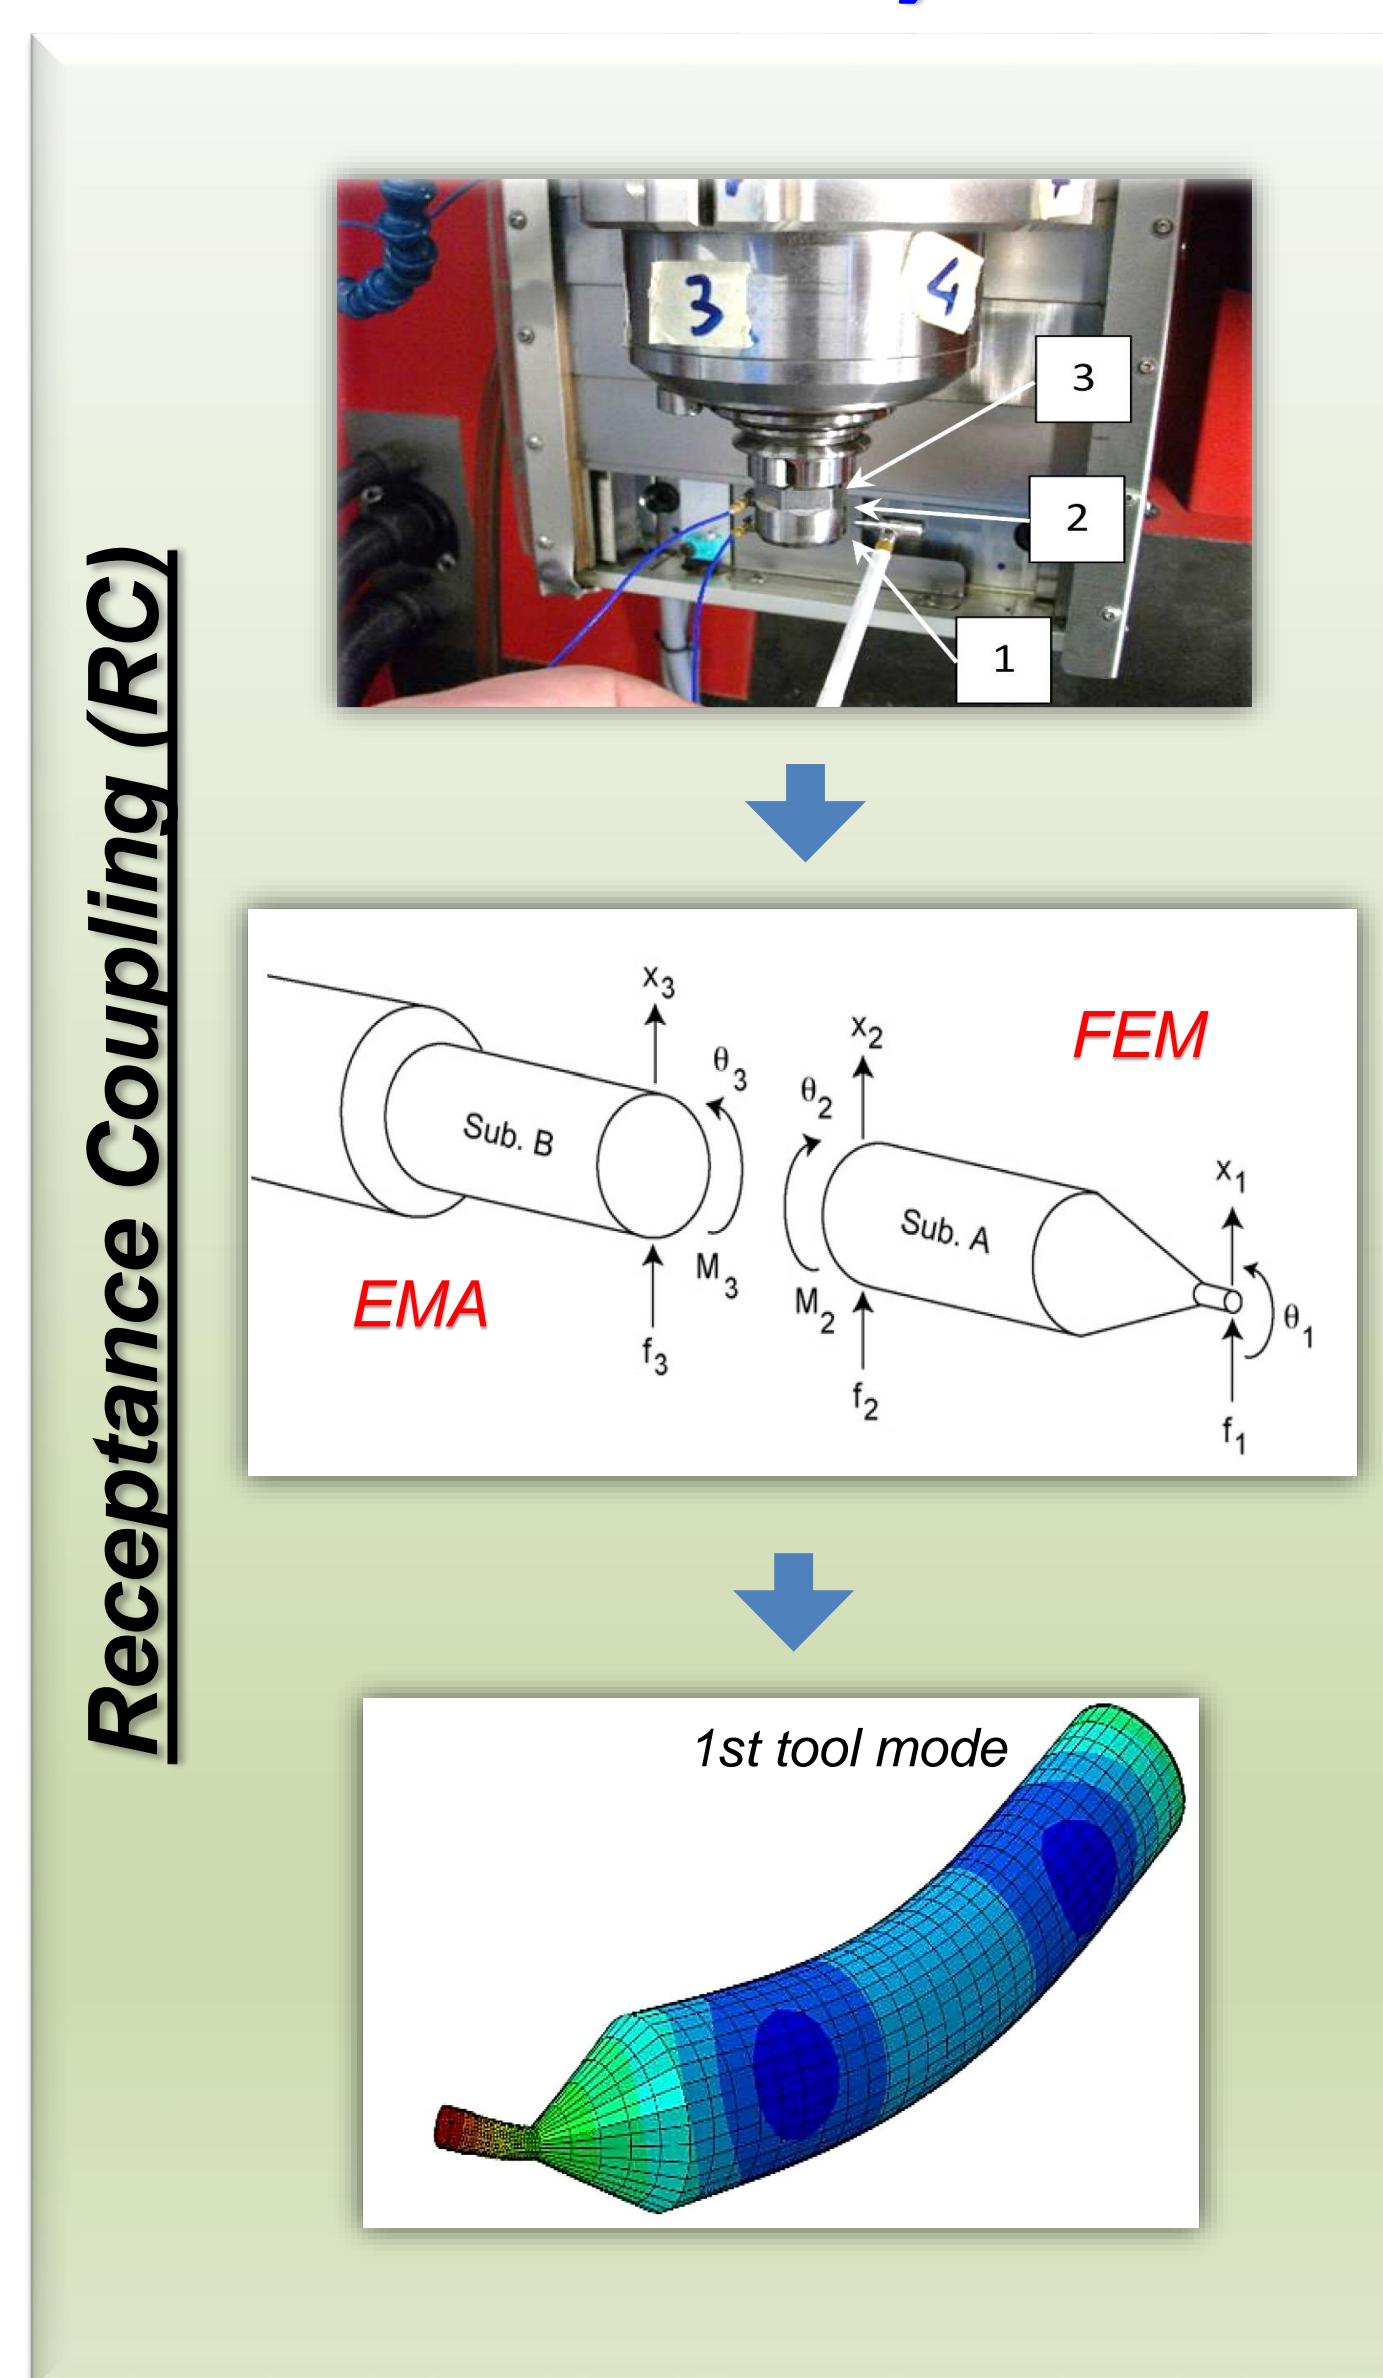 Receptance Coupling (RC)
3
4
3
2
1
x3
θ3
x2
FEM
θ2
Sub. B
x1
Sub. A
M3
EMA
M2
θ1
f3
f2
f1
1st tool mode